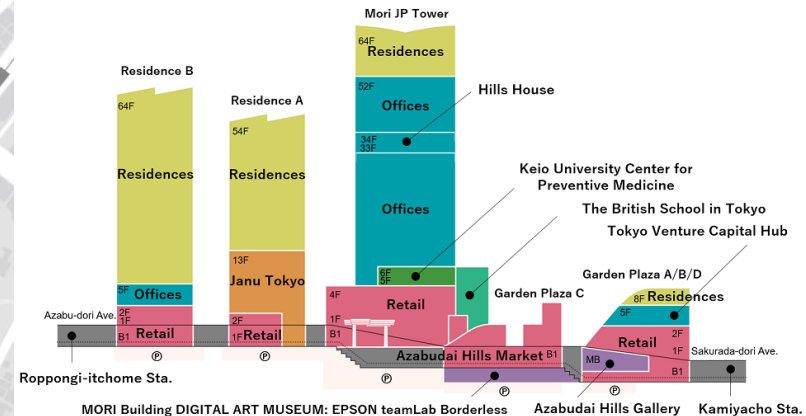 Mori JP Tower
64F
Residences
52F
Offices
34F
33F
Hills House
Offices
Residence B
64F
Residences
5F
Offices
2F
1F
B1
Retail
Residence A
54F
Residences
13F
Janu Tokyo
2F
1F
Retail
Keio University Center for
Preventive Medicine
6F
5F
The British School in Tokyo
Tokyo Venture Capital Hub
4F
Retail
1F
B1
Garden Plaza C
Azabudai Hills Market
B1
Garden Plaza A/B/D
8F
Residences
5F
Retail
2F
1F
B1
MB
Azabu-dori Ave.
Sakurada-dori Ave.
P
P
P
P
P
Roppongi-itchome Sta.
MORI Building DIGITAL ART MUSEUM: EPSON teamLab Borderless
Azabudai Hills Gallery
Kamiyacho Sta.